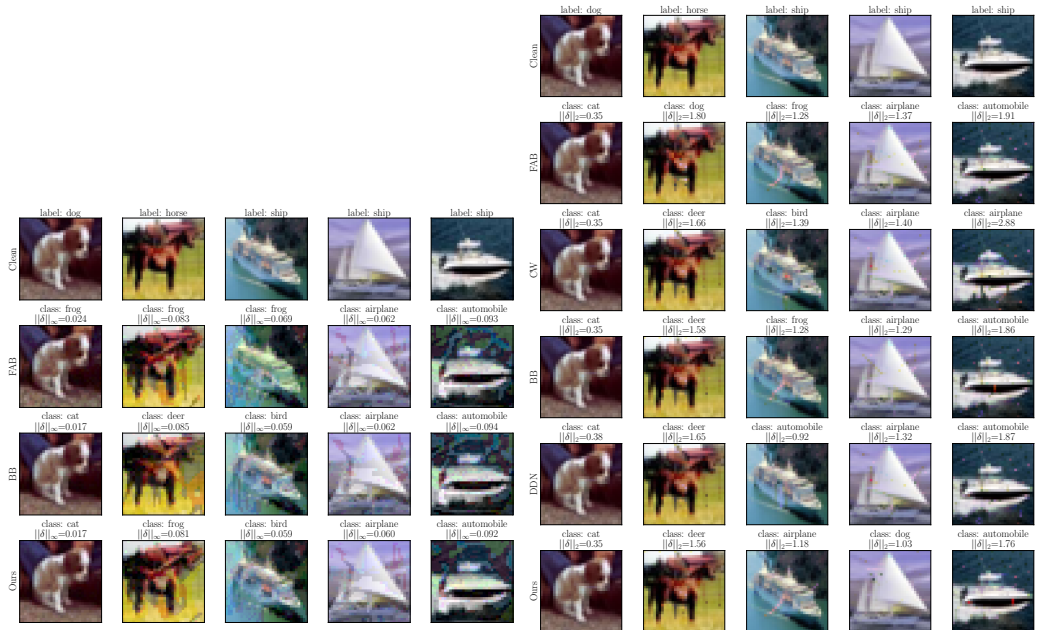 label: dog label: horse label: ship label: ship label: ship
Clean
class: frog class: frog class: frog class: airplane class: automobile
||δ||∞=0.024 ||δ||∞=0.083 ||δ||∞=0.069 ||δ||∞=0.062 ||δ||∞=0.093
FAB
class: cat class: deer class: bird class: airplane class: automobile
||δ||∞=0.017 ||δ||∞=0.085 ||δ||∞=0.059 ||δ||∞=0.062 ||δ||∞=0.094
BB
class: cat class: frog class: bird class: airplane class: automobile
||δ||∞=0.017 ||δ||∞=0.081 ||δ||∞=0.059 ||δ||∞=0.060 ||δ||∞=0.092
Ours
label: dog label: horse label: ship label: ship label: ship
Clean
class: cat class: dog class: frog class: airplane class: automobile
||δ||₂=0.35 ||δ||₂=1.80 ||δ||₂=1.28 ||δ||₂=1.37 ||δ||₂=1.91
FAB
class: cat class: deer class: bird class: airplane class: airplane
||δ||₂=0.35 ||δ||₂=1.66 ||δ||₂=1.39 ||δ||₂=1.40 ||δ||₂=2.88
CW
class: cat class: deer class: frog class: airplane class: automobile
||δ||₂=0.35 ||δ||₂=1.58 ||δ||₂=1.28 ||δ||₂=1.29 ||δ||₂=1.86
BB
class: cat class: deer class: automobile class: airplane class: automobile
||δ||₂=0.38 ||δ||₂=1.65 ||δ||₂=0.92 ||δ||₂=1.32 ||δ||₂=1.87
DDN
class: cat class: deer class: airplane class: dog class: automobile
||δ||₂=0.35 ||δ||₂=1.56 ||δ||₂=1.18 ||δ||₂=1.03 ||δ||₂=1.76
Ours